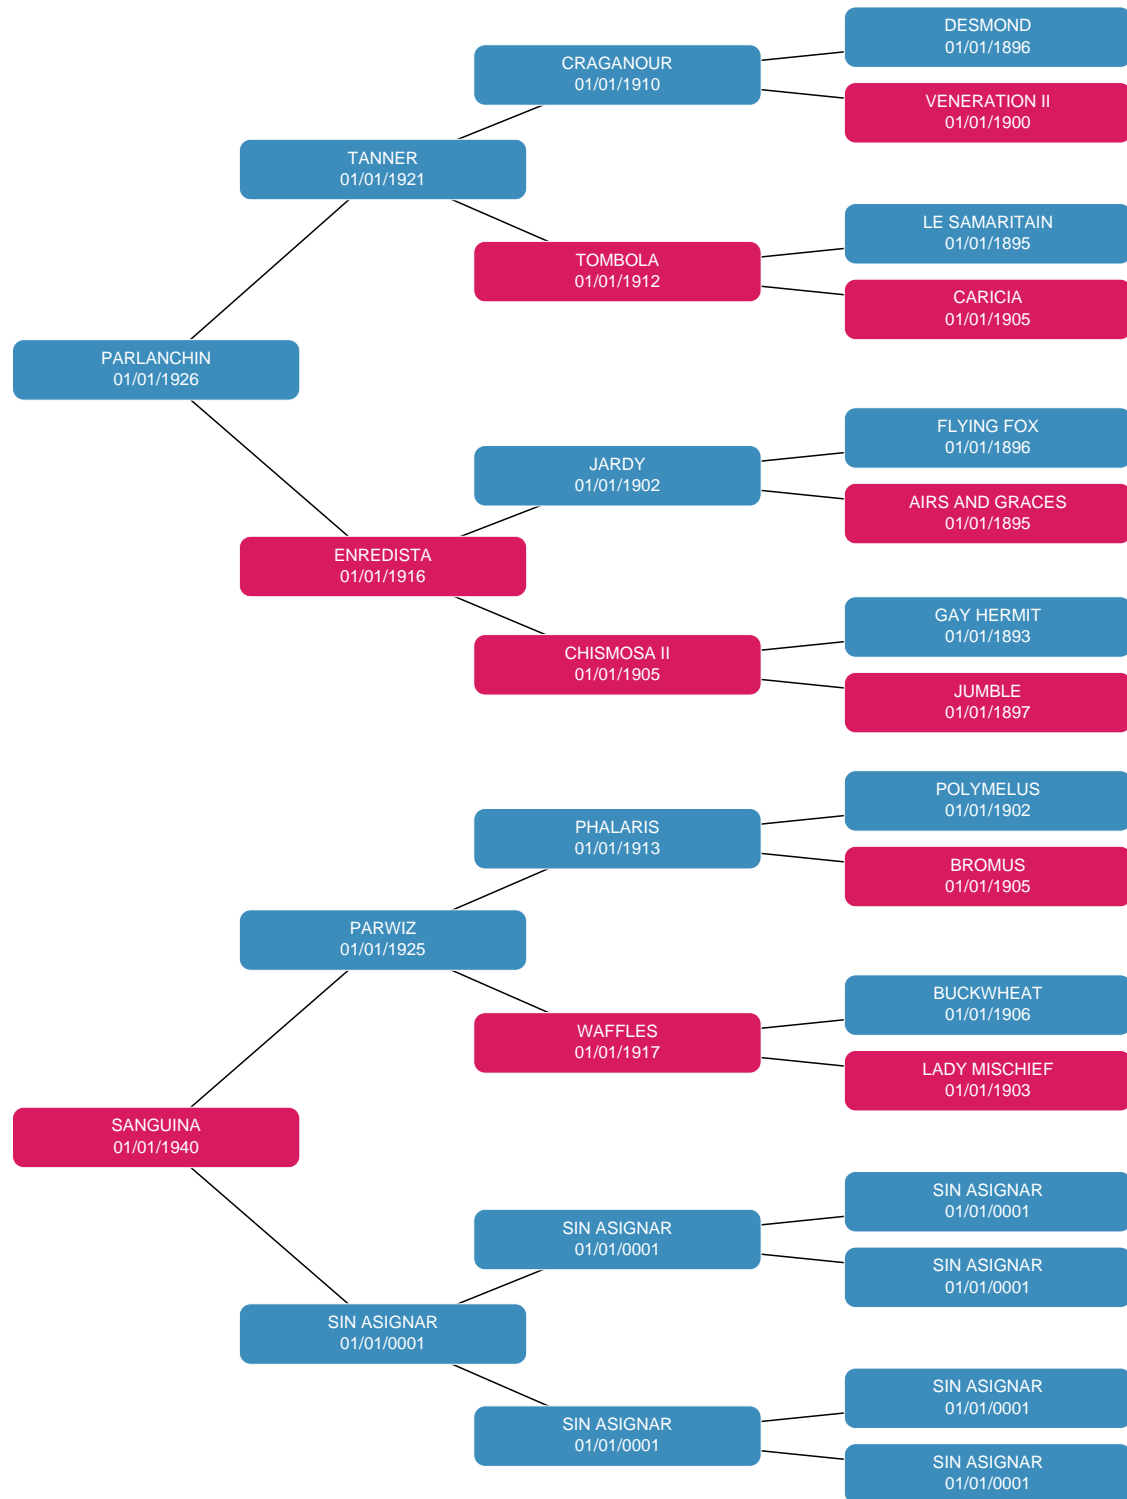 DESMOND
01/01/1896
CRAGANOUR
01/01/1910
VENERATION II
01/01/1900
TANNER
01/01/1921
LE SAMARITAIN
01/01/1895
TOMBOLA
01/01/1912
CARICIA
01/01/1905
PARLANCHIN
01/01/1926
FLYING FOX
01/01/1896
JARDY
01/01/1902
AIRS AND GRACES
01/01/1895
ENREDISTA
01/01/1916
GAY HERMIT
01/01/1893
CHISMOSA II
01/01/1905
JUMBLE
01/01/1897
POLYMELUS
01/01/1902
PHALARIS
01/01/1913
BROMUS
01/01/1905
PARWIZ
01/01/1925
BUCKWHEAT
01/01/1906
WAFFLES
01/01/1917
LADY MISCHIEF
01/01/1903
SANGUINA
01/01/1940
SIN ASIGNAR
01/01/0001
SIN ASIGNAR
01/01/0001
SIN ASIGNAR
01/01/0001
SIN ASIGNAR
01/01/0001
SIN ASIGNAR
01/01/0001
SIN ASIGNAR
01/01/0001
SIN ASIGNAR
01/01/0001